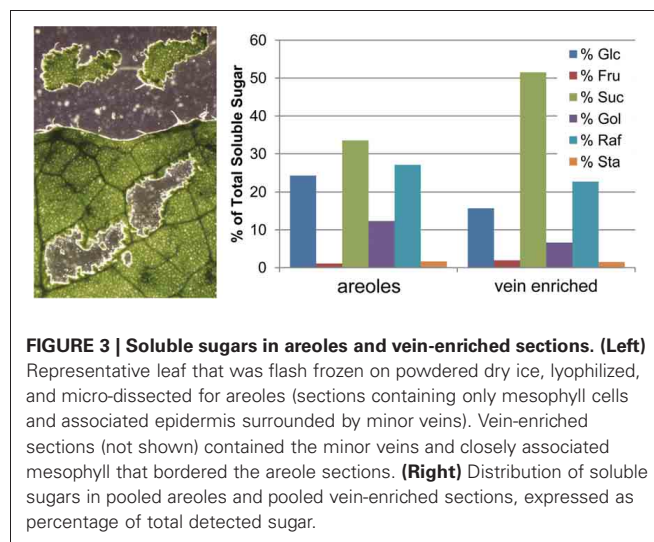 60
50
40
30
20
10
0
% of Total Soluble Sugar
% Glc
% Fru
% Suc
% Gol
% Raf
% Sta
areoles
vein enriched
FIGURE 3 | Soluble sugars in areoles and vein-enriched sections. (Left)
Representative leaf that was flash frozen on powdered dry ice, lyophilized,
and micro-dissected for areoles (sections containing only mesophyll cells
and associated epidermis surrounded by minor veins). Vein-enriched
sections (not shown) contained the minor veins and closely associated
mesophyll that bordered the areole sections. (Right) Distribution of soluble
sugars in pooled areoles and pooled vein-enriched sections, expressed as
percentage of total detected sugar.